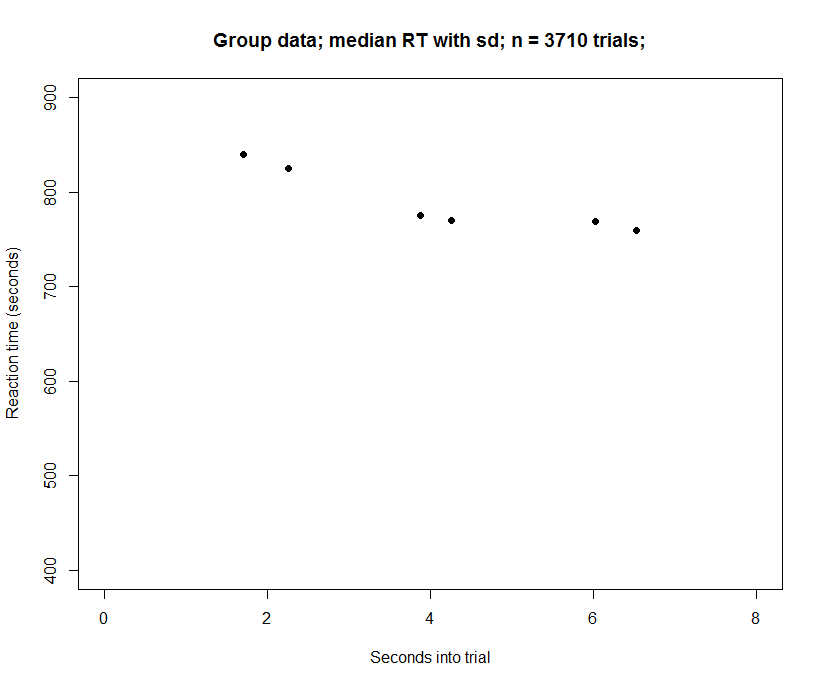 Group data; median RT with sd; n = 3710 trials;
Reaction time (seconds)
900
800
700
600
500
400
0 2 4 6 8
Seconds into trial